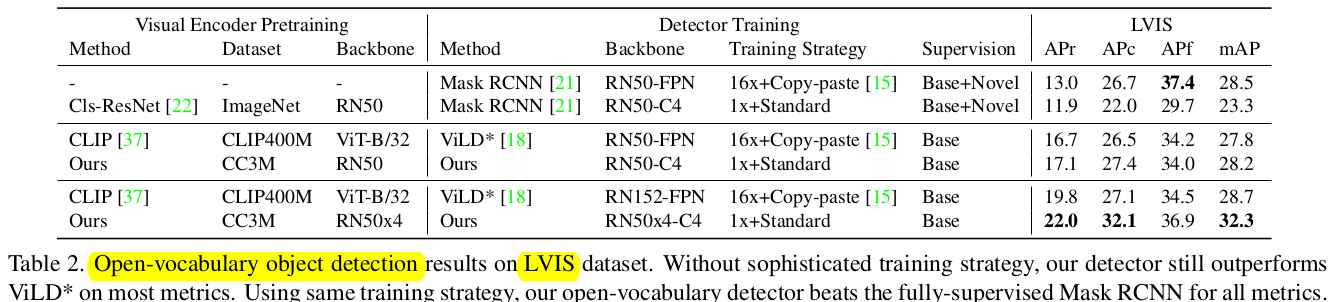 Visual Encoder Pretraining Detector Training LVIS
Method Dataset Backbone Method Backbone Training Strategy Supervision APr APc APf mAP
- - - Mask RCNN [21] RN50-FPN 16x+Copy-paste [15] Base+Novel 13.0 26.7 37.4 28.5
Cls-ResNet [22] ImageNet RN50 Mask RCNN [21] RN50-C4 1x+Standard Base+Novel 11.9 22.0 29.7 23.3
CLIP [37] CLIP400M ViT-B/32 ViLD* [18] RN50-FPN 16x+Copy-paste [15] Base 16.7 26.5 34.2 27.8
Ours CC3M RN50 Ours RN50-C4 1x+Standard Base 17.1 27.4 34.0 28.2
CLIP [37] CLIP400M ViT-B/32 ViLD* [18] RN152-FPN 16x+Copy-paste [15] Base 19.8 27.1 34.5 28.7
Ours CC3M RN50x4 Ours RN50x4-C4 1x+Standard Base 22.0 32.1 36.9 32.3
Table 2. Open-vocabulary object detection results on LVIS dataset. Without sophisticated training strategy, our detector still outperforms
ViLD* on most metrics. Using same training strategy, our open-vocabulary detector beats the fully-supervised Mask RCNN for all metrics.